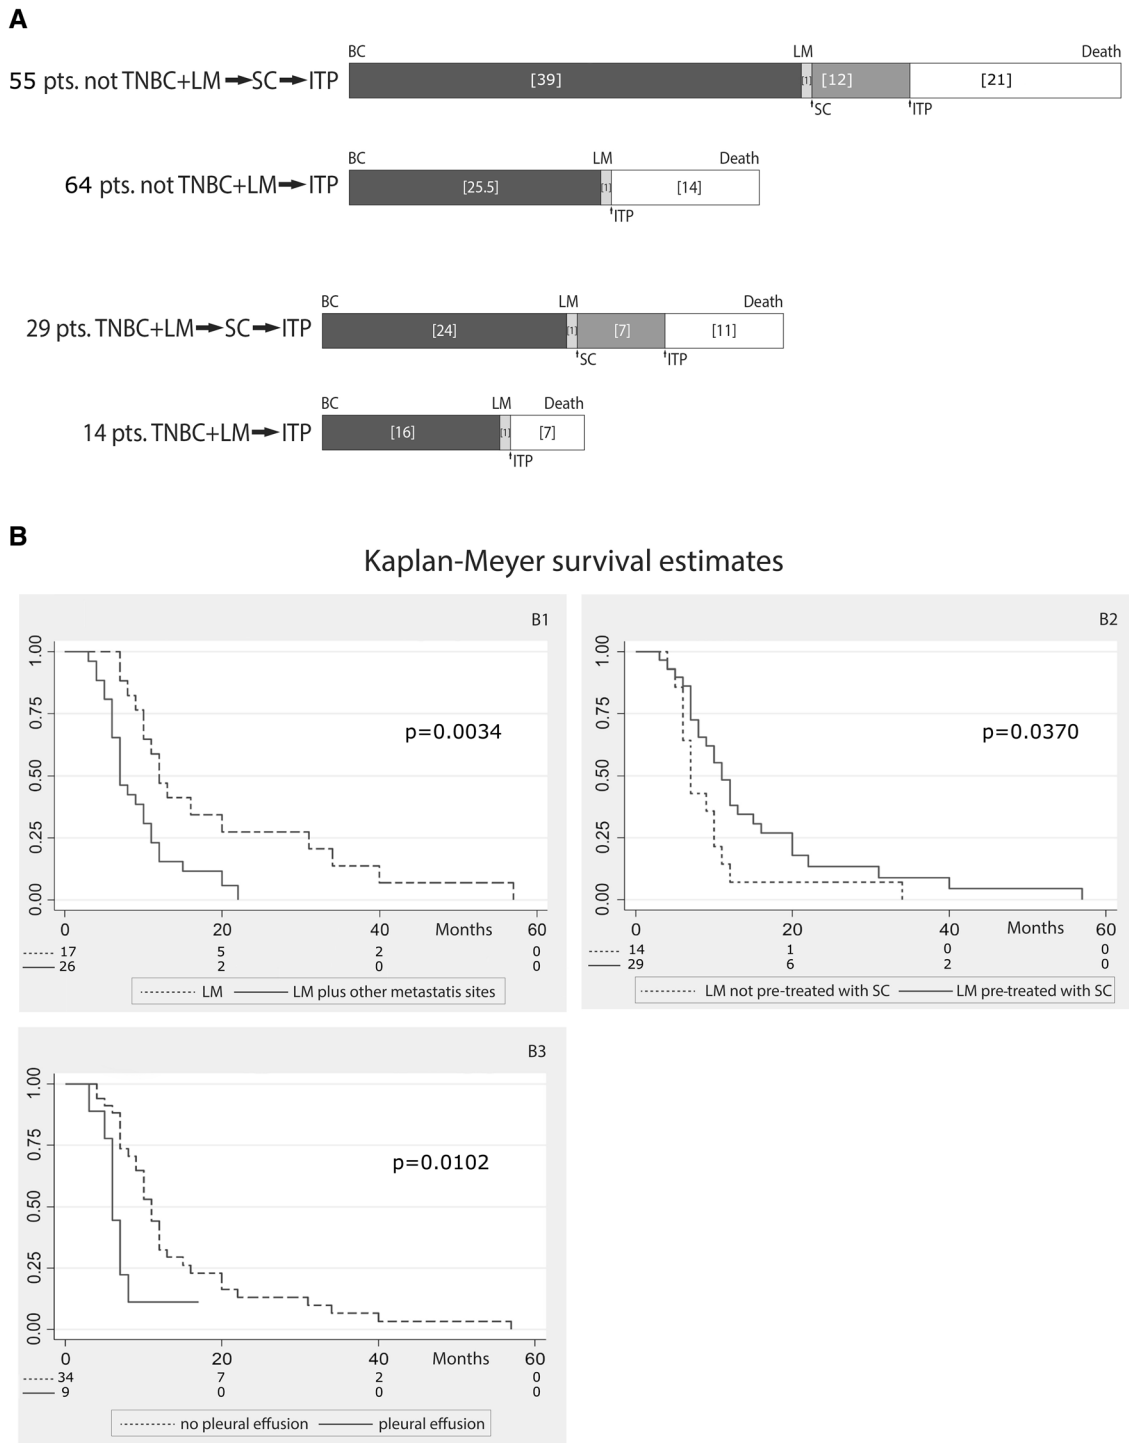 A
BC LM Death
55 pts. not TNBC+LM SC ITP [39] [1] [12] [21]
SC ITP
BC LM Death
64 pts. not TNBC+LM ITP [25.5] [1] [14]
ITP
BC LM Death
29 pts. TNBC+LM SC ITP [24] [1] [7] [11]
SC ITP
BC LM Death
14 pts. TNBC+LM ITP [16] [1] [7]
ITP
B
Kaplan-Meyer survival estimates
B1
1.00
0.75
0.50
0.25
0.00
p=0.0034
0 20 40 Months 60
17 5 2 0
26 2 0 0
LM LM plus other metastatis sites
B2
1.00
0.75
0.50
0.25
0.00
p=0.0370
0 20 40 Months 60
14 1 0 0
29 6 2 0
LM not pre-treated with SC LM pre-treated with SC
B3
1.00
0.75
0.50
0.25
0.00
p=0.0102
0 20 40 Months 60
34 7 2 0
9 0 0 0
no pleural effusion pleural effusion